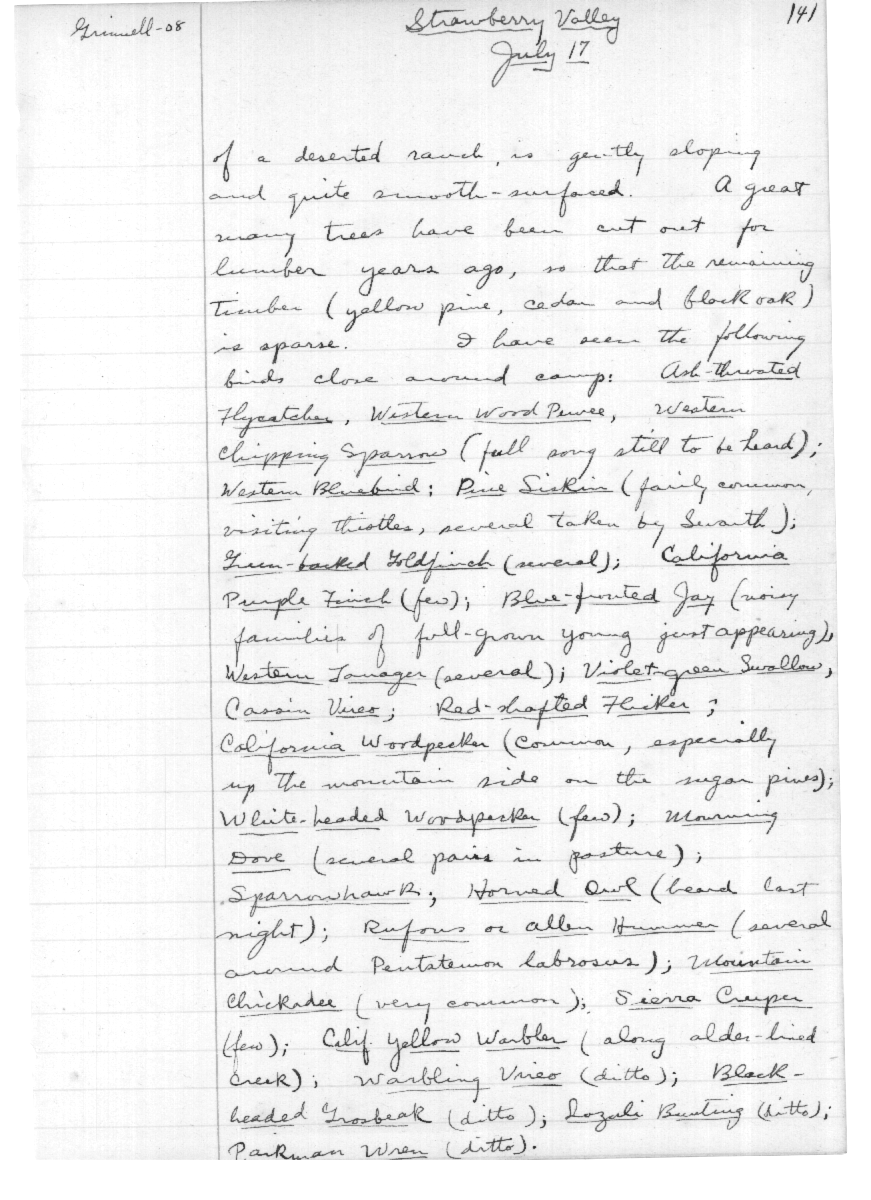 Grinnell-08
Strawberry Valley
141
July 17
of a deserted ranch, is gently sloping
and quite smooth-surfaced. A great
many trees have been cut out for
lumber years ago, so that the remaining
timber (yellow pine, cedar and black oak)
is sparse. I have seen the following
birds close around camp: Ash-throated
Flycatcher, Western Wood Pewee, Western
Chipping Sparrow (full song still to be heard);
Western Bluebird; Pine Siskin (fairly common,
visiting thistles, several taken by Swarth);
Green-backed Goldfinch (several); California
Purple Finch (few); Blue-fronted Jay (noisy
families of full-grown young just appearing),
Western Tanager (several); Violet-green Swallow,
Cassin Vireo; Red-shafted Flicker;
California Woodpecker (common, especially
up the mountain side on the sugar pines);
White-headed Woodpecker (few); Mourning
Dove (several pairs in pasture);
Sparrowhawk; Horned Owl (heard last
night); Rufous or Allen Hummer (several
around Pentstemon labrosus); Mountain
Chickadee (very common); Sierra Creeper
(few); Calif. Yellow Warbler (along alder-lined
creek); Warbling Vireo (ditto); Black-
headed Grosbeak (ditto); Lazuli Bunting (ditto);
Parkman Wren (ditto).